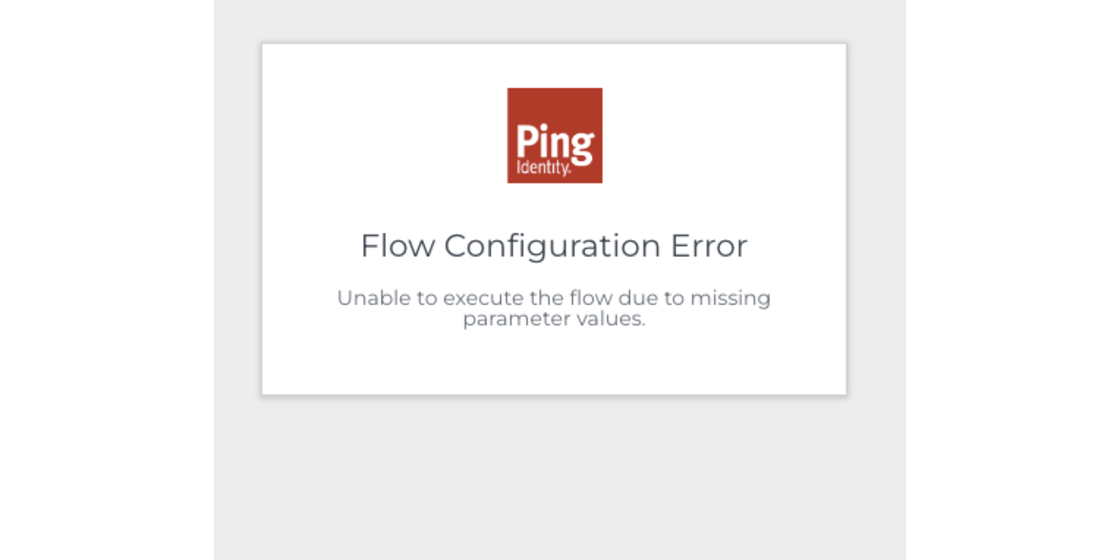 Ping
Identity.
Flow Configuration Error
Unable to execute the flow due to missing
parameter values.